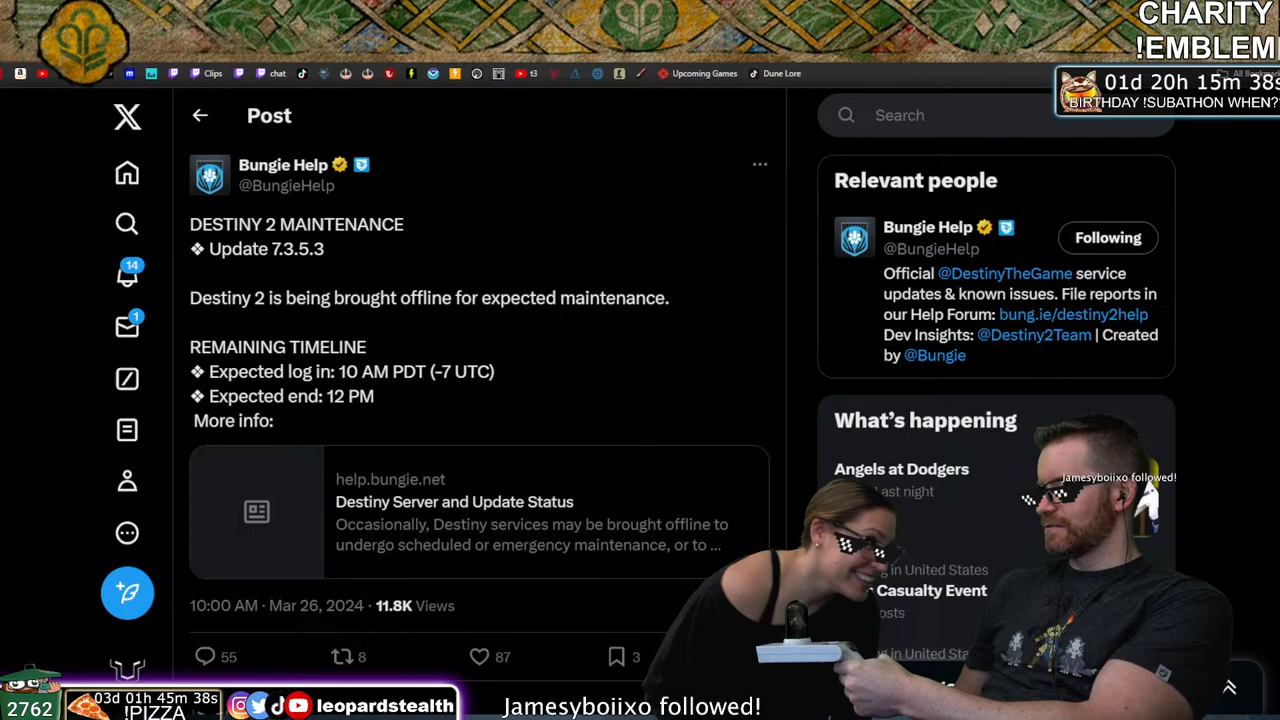 CHARITY
!EMBLEM
Clips
chat
t3
Upcoming Games
Dune Lore
All Bookmarks
01d 20h 15m 38s
BIRTHDAY !SUBATHON WHEN?
Post
Search
Bungie Help
@BungieHelp
DESTINY 2 MAINTENANCE
❖ Update 7.3.5.3
Destiny 2 is being brought offline for expected maintenance.
REMAINING TIMELINE
❖ Expected log in: 10 AM PDT (-7 UTC)
❖ Expected end: 12 PM
More info:
help.bungie.net
Destiny Server and Update Status
Occasionally, Destiny services may be brought offline to
undergo scheduled or emergency maintenance, or to ...
10:00 AM · Mar 26, 2024 · 11.8K Views
55
8
87
3
14
1
Relevant people
Bungie Help
Following
@BungieHelp
Official @DestinyTheGame service
updates & known issues. File reports in
our Help Forum: bung.ie/destiny2help
Dev Insights: @Destiny2Team | Created
by @Bungie
What's happening
Angels at Dodgers
Last night
Jamesyboiixo followed!
g in United States
Casualty Event
osts
g in United States
2762
03d 01h 45m 38s
!PIZZA
leopardstealth
Jamesyboiixo followed!